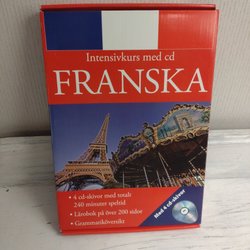 Intensivkurs med cd
FRANSKA
• 4 cd-skivor med totalt
240 minuter speltid
• Lärobok på över 200 sidor
• Grammatiköversikt
Med 4 cd-skivor